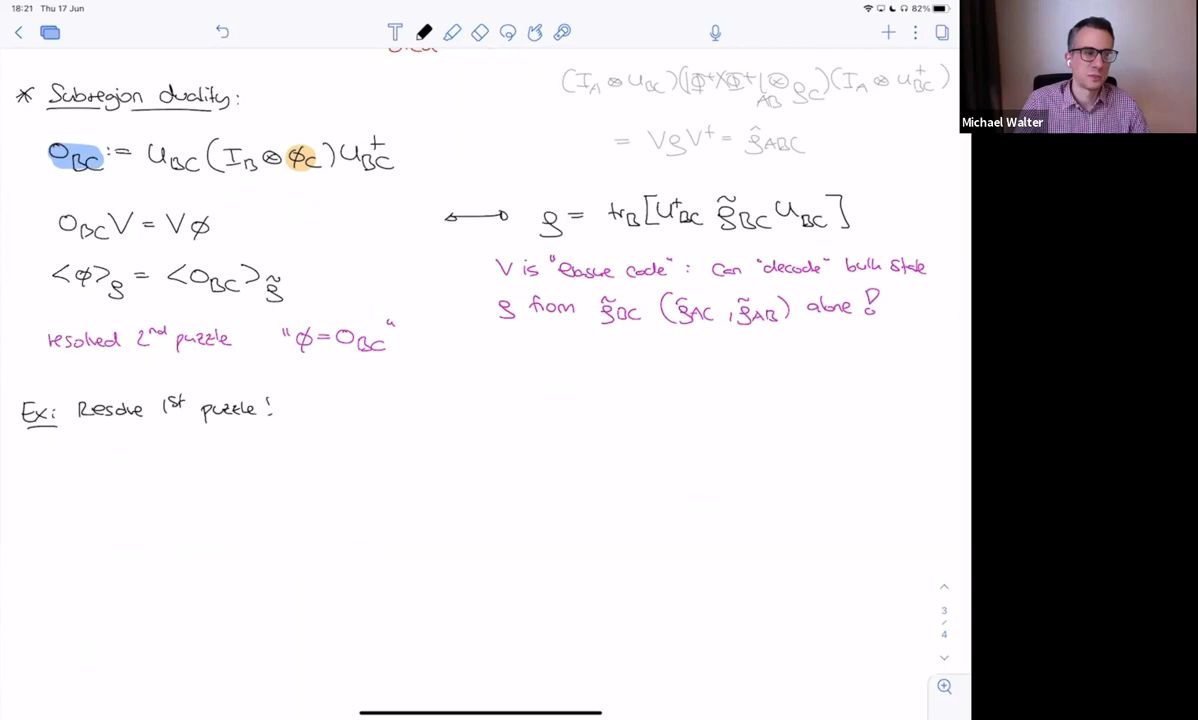 18:21 Thu 17 Jun
82%
(I_A ⊗ U_BC)(|Φ⁺⟩⟨Φ⁺|_AB ⊗ ρ_C)(I_A ⊗ U_BC†)
= VρV† = ρ̃_ABC
Michael Walter
* Subregion duality:
O_BC := U_BC (I_B ⊗ ϕ_C) U_BC†
O_BC V = Vϕ
⟷ ρ = tr_B[U†_BC ρ̃_BC U_BC]
<ϕ>_ρ = <O_BC>_ρ̃
V is "erasure code": can "decode" bulk state
ρ from ρ̃_BC (ρ̃_AC, ρ̃_AB) alone!
resolved 2nd puzzle "ϕ = O_BC"
Ex: Resolve 1st puzzle!
3
/
4